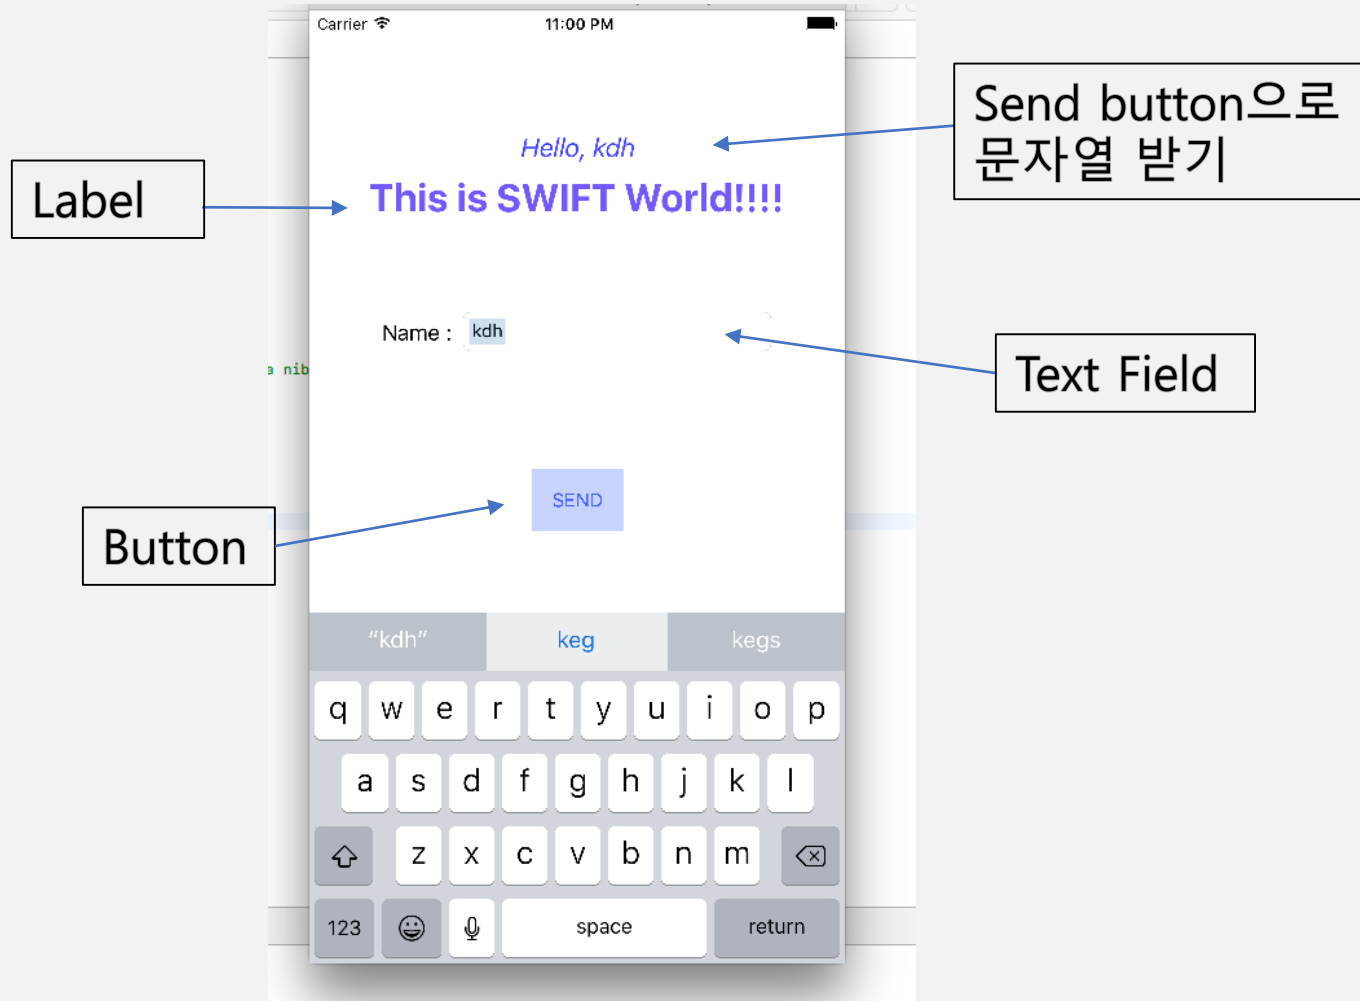 Carrier 11:00 PM
Send button으로
문자열 받기
Hello, kdh
This is SWIFT World!!!!
Label
Name : kdh
a nib
Text Field
SEND
Button
“kdh” keg kegs
q w e r t y u i o p
a s d f g h j k l
z x c v b n m
123 space return